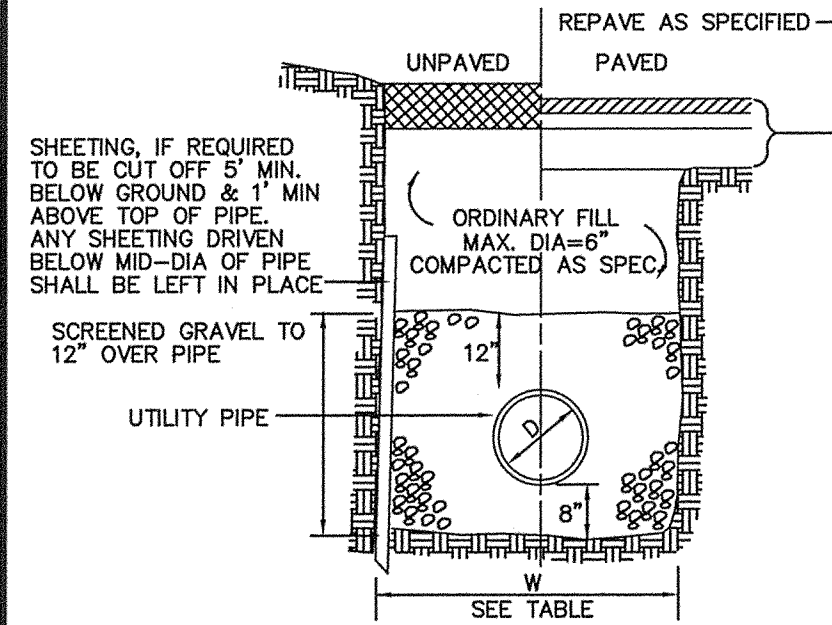 REPAVE AS SPECIFIED
UNPAVED
PAVED
SHEETING, IF REQUIRED
TO BE CUT OFF 5' MIN.
BELOW GROUND & 1' MIN
ABOVE TOP OF PIPE.
ANY SHEETING DRIVEN
BELOW MID-DIA OF PIPE
SHALL BE LEFT IN PLACE
ORDINARY FILL
MAX. DIA=6"
COMPACTED AS SPEC.
SCREENED GRAVEL TO
12" OVER PIPE
12"
UTILITY PIPE
D
8"
W
SEE TABLE